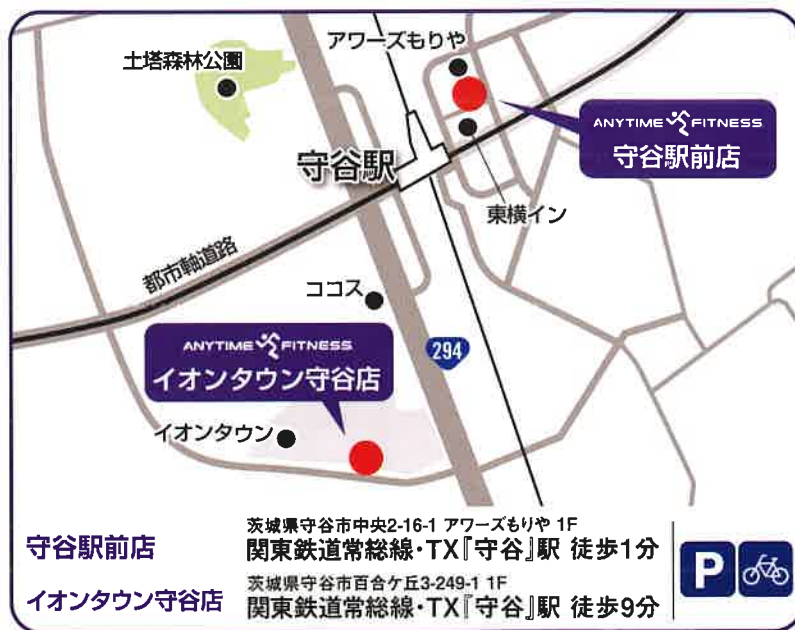 アワーズもりや
土塔森林公園
ANYTIME FITNESS
守谷駅前店
守谷駅
東横イン
都市軸道路
ココス
294
ANYTIME FITNESS
イオンタウン守谷店
イオンタウン
守谷駅前店
茨城県守谷市中央2-16-1 アワーズもりや 1F
関東鉄道常総線・TX『守谷』駅 徒歩1分
イオンタウン守谷店
茨城県守谷市百合ケ丘3-249-1 1F
関東鉄道常総線・TX『守谷』駅 徒歩9分
P